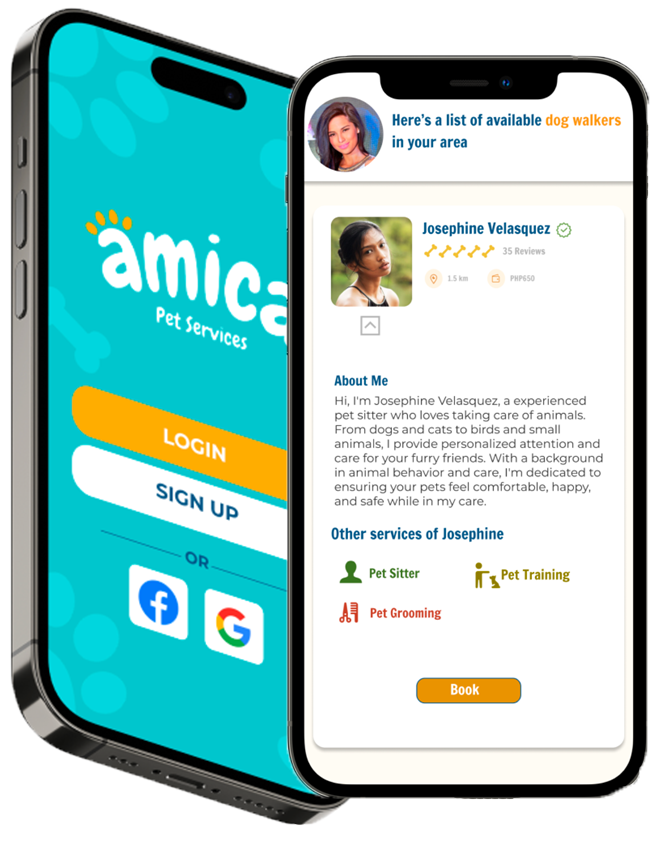 amica
Pet Services
LOGIN
SIGN UP
OR
Here's a list of available dog walkers
in your area
Josephine Velasquez
35 Reviews
1.5 km
PHP650
About Me
Hi, I'm Josephine Velasquez, a experienced
pet sitter who loves taking care of animals.
From dogs and cats to birds and small
animals, I provide personalized attention and
care for your furry friends. With a background
in animal behavior and care, I'm dedicated to
ensuring your pets feel comfortable, happy,
and safe while in my care.
Other services of Josephine
Pet Sitter
Pet Training
Pet Grooming
Book